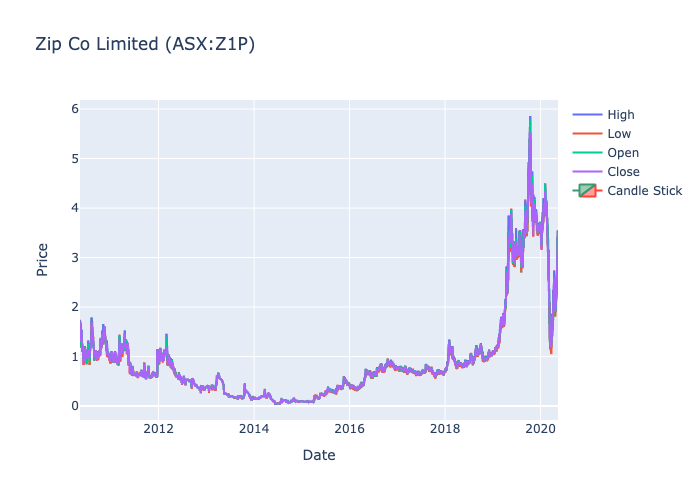 Zip Co Limited (ASX:Z1P)
6
5
4
3
2
1
0
2012
2014
2016
2018
2020
Date
Price
High
Low
Open
Close
Candle Stick